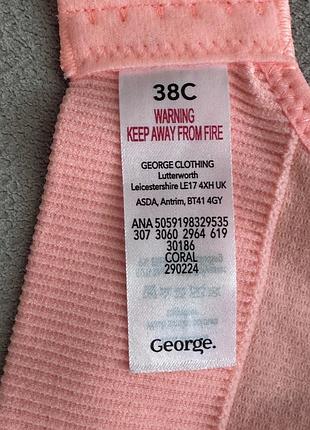 38C
WARNING
KEEP AWAY FROM FIRE
GEORGE CLOTHING
Lutterworth
Leicestershire LE17 4XH UK
ASDA, Antrim, BT41 4GY
ANA 5059198329535
307 3060 2964 619
30186
CORAL
290224
George.